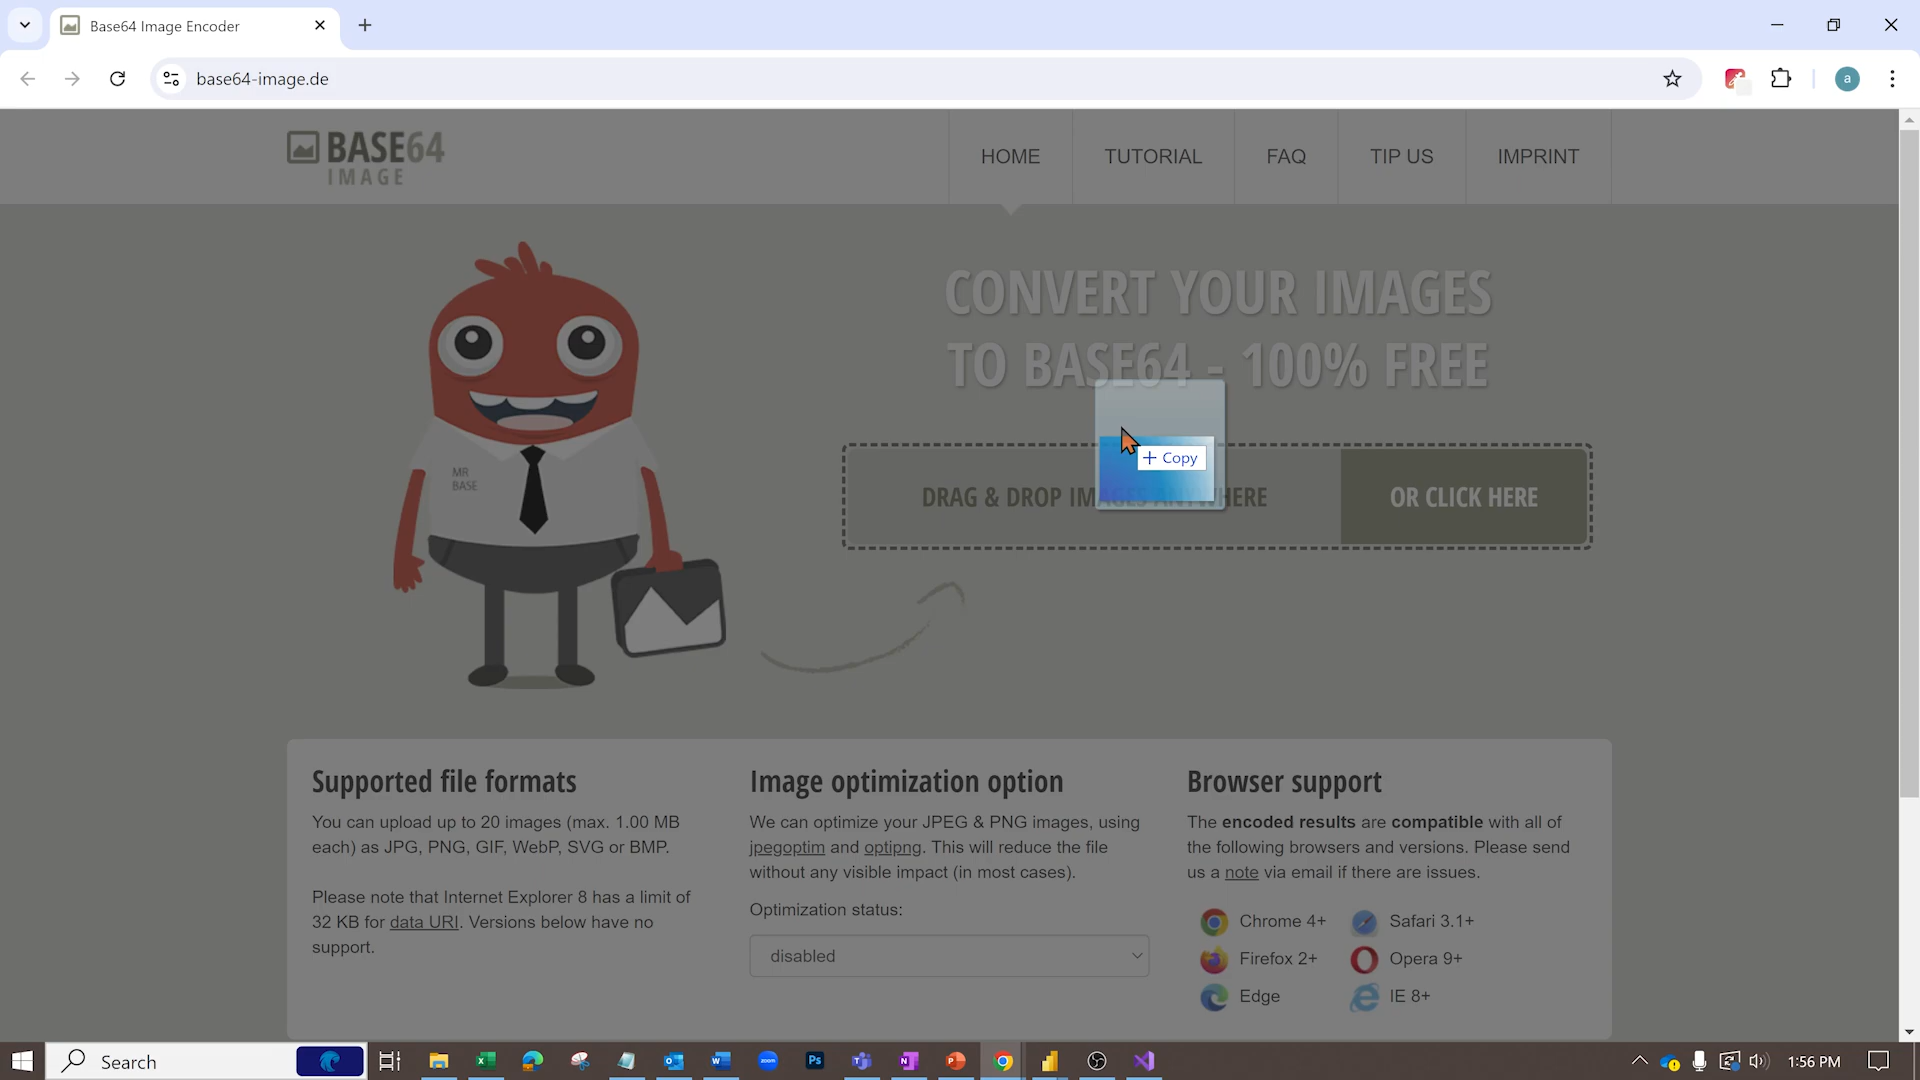 Base64 Image Encoder
base64-image.de
a
BASE64
IMAGE
HOME
TUTORIAL
FAQ
TIP US
IMPRINT
CONVERT YOUR IMAGES
TO BASE64 - 100% FREE
MR
BASE
+ Copy
DRAG & DROP IMAGES ANYWHERE
OR CLICK HERE
Supported file formats
You can upload up to 20 images (max. 1.00 MB
each) as JPG, PNG, GIF, WebP, SVG or BMP.
Please note that Internet Explorer 8 has a limit of
32 KB for data URI. Versions below have no
support.
Image optimization option
We can optimize your JPEG & PNG images, using
jpegoptim and optipng. This will reduce the file
without any visible impact (in most cases).
Optimization status:
disabled
Browser support
The encoded results are compatible with all of
the following browsers and versions. Please send
us a note via email if there are issues.
Chrome 4+
Safari 3.1+
Firefox 2+
Opera 9+
Edge
IE 8+
Search
zoom
Ps
1:56 PM